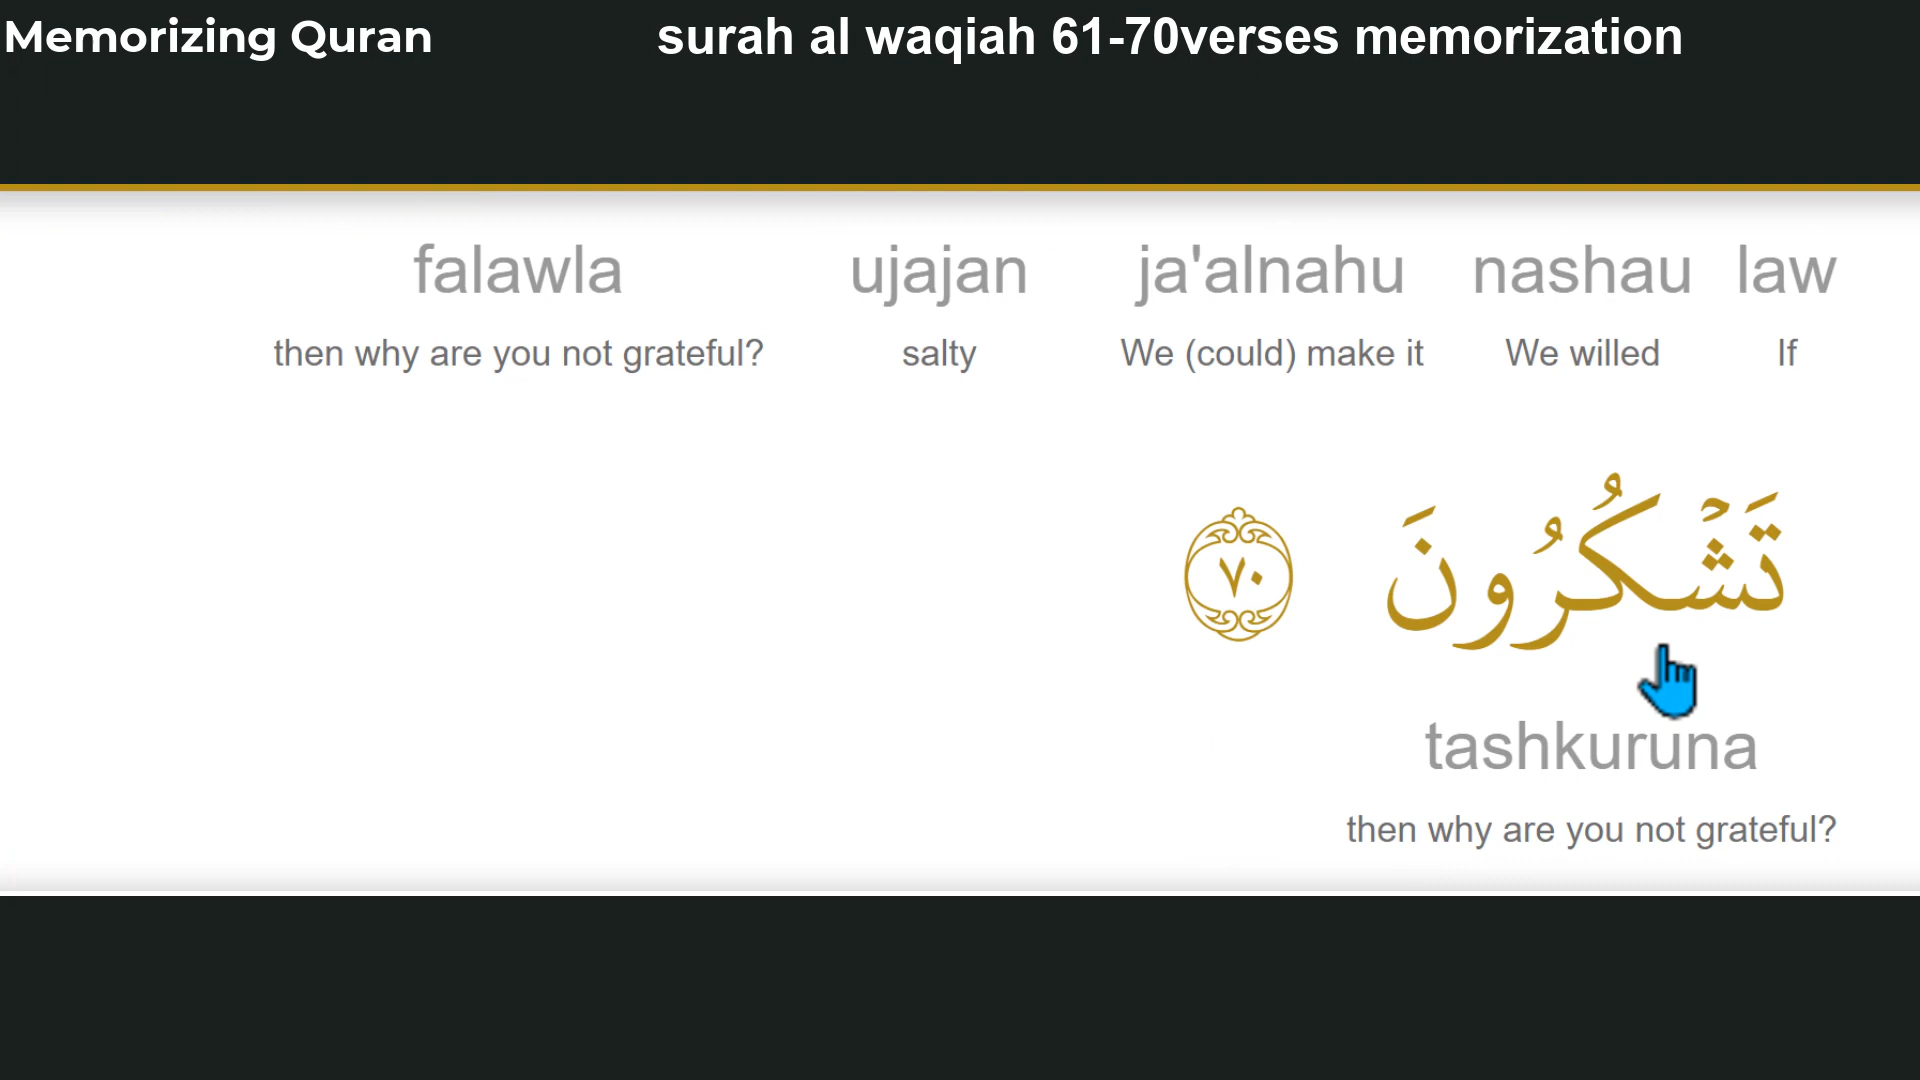 Memorizing Quran
surah al waqiah 61-70verses memorization
falawla ujajan ja'alnahu nashau law
then why are you not grateful? salty We (could) make it We willed If
تَشْكُرُونَ ٧٠
tashkuruna
then why are you not grateful?